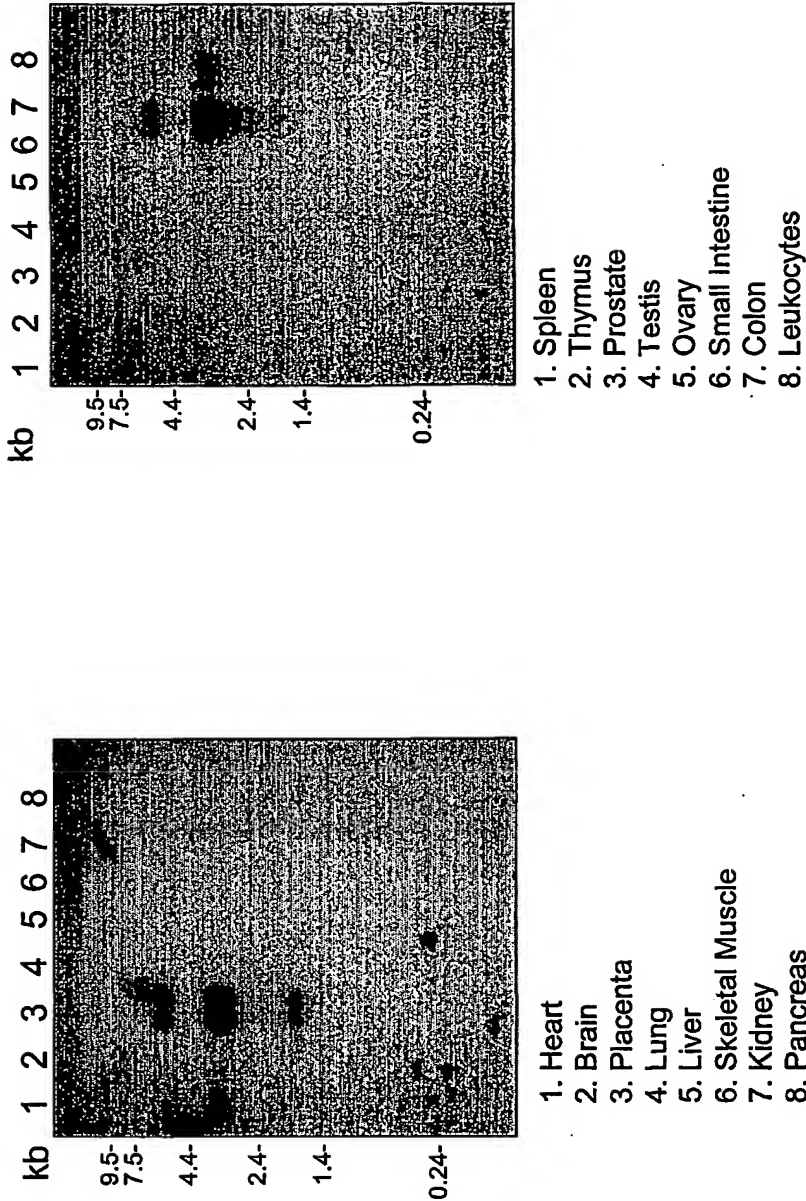 kb
1 2 3 4 5 6 7 8
9.5-
7.5-
4.4-
2.4-
1.4-
0.24-
1. Heart
2. Brain
3. Placenta
4. Lung
5. Liver
6. Skeletal Muscle
7. Kidney
8. Pancreas
kb
1 2 3 4 5 6 7 8
9.5-
7.5-
4.4-
2.4-
1.4-
0.24-
1. Spleen
2. Thymus
3. Prostate
4. Testis
5. Ovary
6. Small Intestine
7. Colon
8. Leukocytes